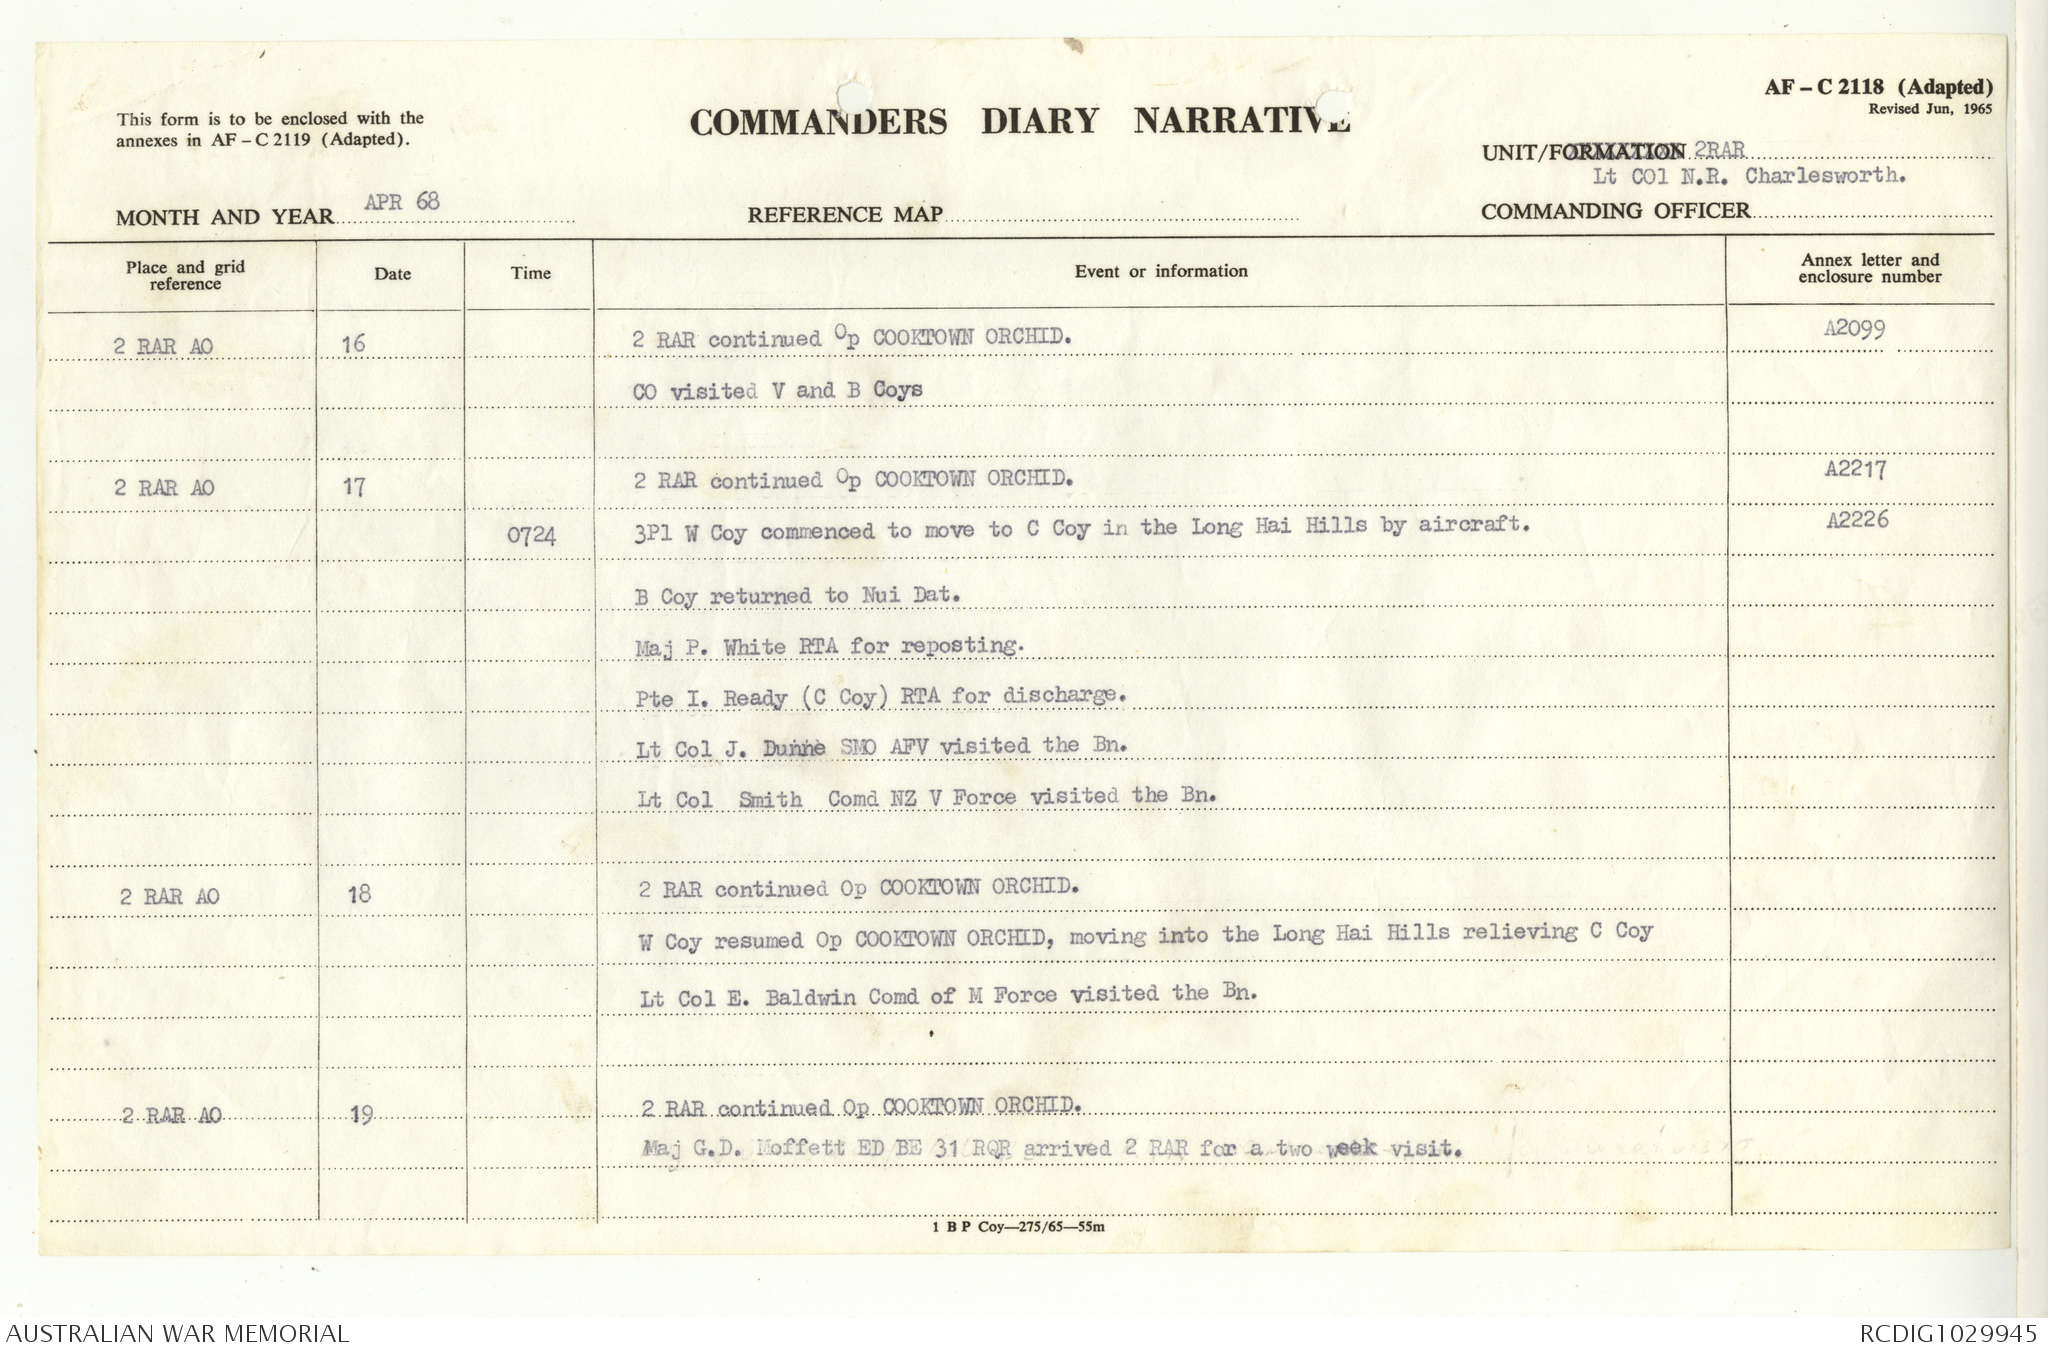 AF – C 2118 (Adapted)
Revised Jun, 1965
This form is to be enclosed with the
annexes in AF – C 2119 (Adapted).
COMMANDERS DIARY NARRATIVE
UNIT/FORMATION 2RAR
Lt COl N.R. Charlesworth.
MONTH AND YEAR APR 68
REFERENCE MAP
COMMANDING OFFICER
Place and grid reference Date Time Event or information Annex letter and enclosure number
2 RAR AO 16 2 RAR continued Op COOKTOWN ORCHID. A2099
CO visited V and B Coys
2 RAR AO 17 2 RAR continued Op COOKTOWN ORCHID. A2217
0724 3Pl W Coy commenced to move to C Coy in the Long Hai Hills by aircraft. A2226
B Coy returned to Nui Dat.
Maj P. White RTA for reposting.
Pte I. Ready (C Coy) RTA for discharge.
Lt Col J. Dunne SMO AFV visited the Bn.
Lt Col Smith Comd NZ V Force visited the Bn.
2 RAR AO 18 2 RAR continued Op COOKTOWN ORCHID.
W Coy resumed Op COOKTOWN ORCHID, moving into the Long Hai Hills relieving C Coy
Lt Col E. Baldwin Comd of M Force visited the Bn.
2 RAR AO 19 2 RAR continued Op COOKTOWN ORCHID.
Maj G.D. Moffett ED BE 31 RQR arrived 2 RAR for a two week visit.
1 B P Coy—275/65—55m
AUSTRALIAN WAR MEMORIAL
RCDIG1029945